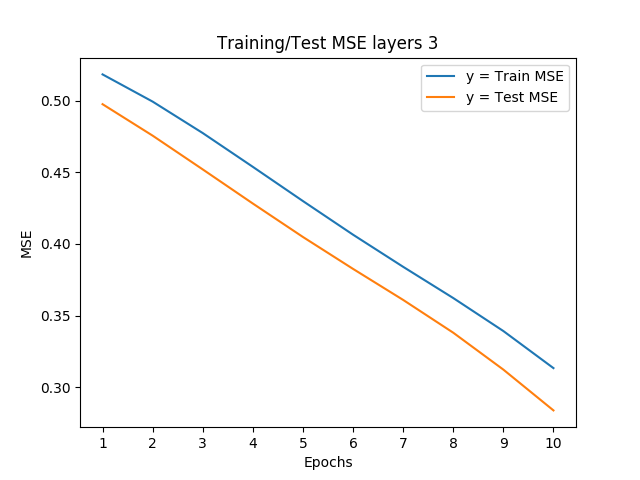 Training/Test MSE layers 3
y = Train MSE
y = Test MSE
0.50
0.45
0.40
0.35
0.30
MSE
1 2 3 4 5 6 7 8 9 10
Epochs